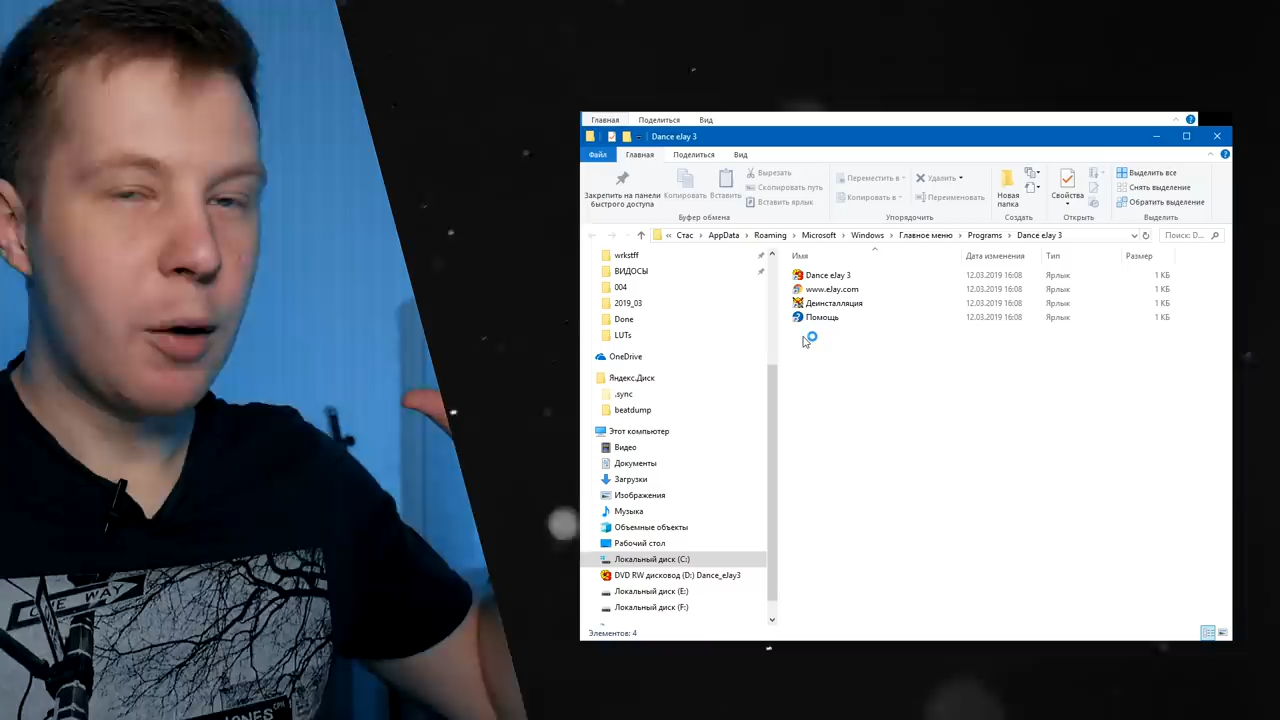 Главная Поделиться Вид
Dance eJay 3
Файл Главная Поделиться Вид
Закрепить на панели быстрого доступа
Копировать
Вставить
Вырезать
Скопировать путь
Вставить ярлык
Буфер обмена
Переместить в
Копировать в
Удалить
Переименовать
Упорядочить
Новая папка
Создать
Свойства
Открыть
Выделить все
Снять выделение
Обратить выделение
Выделить
« Стас > AppData > Roaming > Microsoft > Windows > Главное меню > Programs > Dance eJay 3
Поиск: D...
Имя Дата изменения Тип Размер
Dance eJay 3 12.03.2019 16:08 Ярлык 1 КБ
www.eJay.com 12.03.2019 16:08 Ярлык 1 КБ
Деинсталляция 12.03.2019 16:08 Ярлык 1 КБ
Помощь 12.03.2019 16:08 Ярлык 1 КБ
wrkstff
ВИДОСЫ
004
2019_03
Done
LUTs
OneDrive
Яндекс.Диск
.sync
beatdump
Этот компьютер
Видео
Документы
Загрузки
Изображения
Музыка
Объемные объекты
Рабочий стол
Локальный диск (C:)
DVD RW дисковод (D:) Dance_eJay3
Локальный диск (E:)
Локальный диск (F:)
Элементов: 4
ONE WAY
JONES